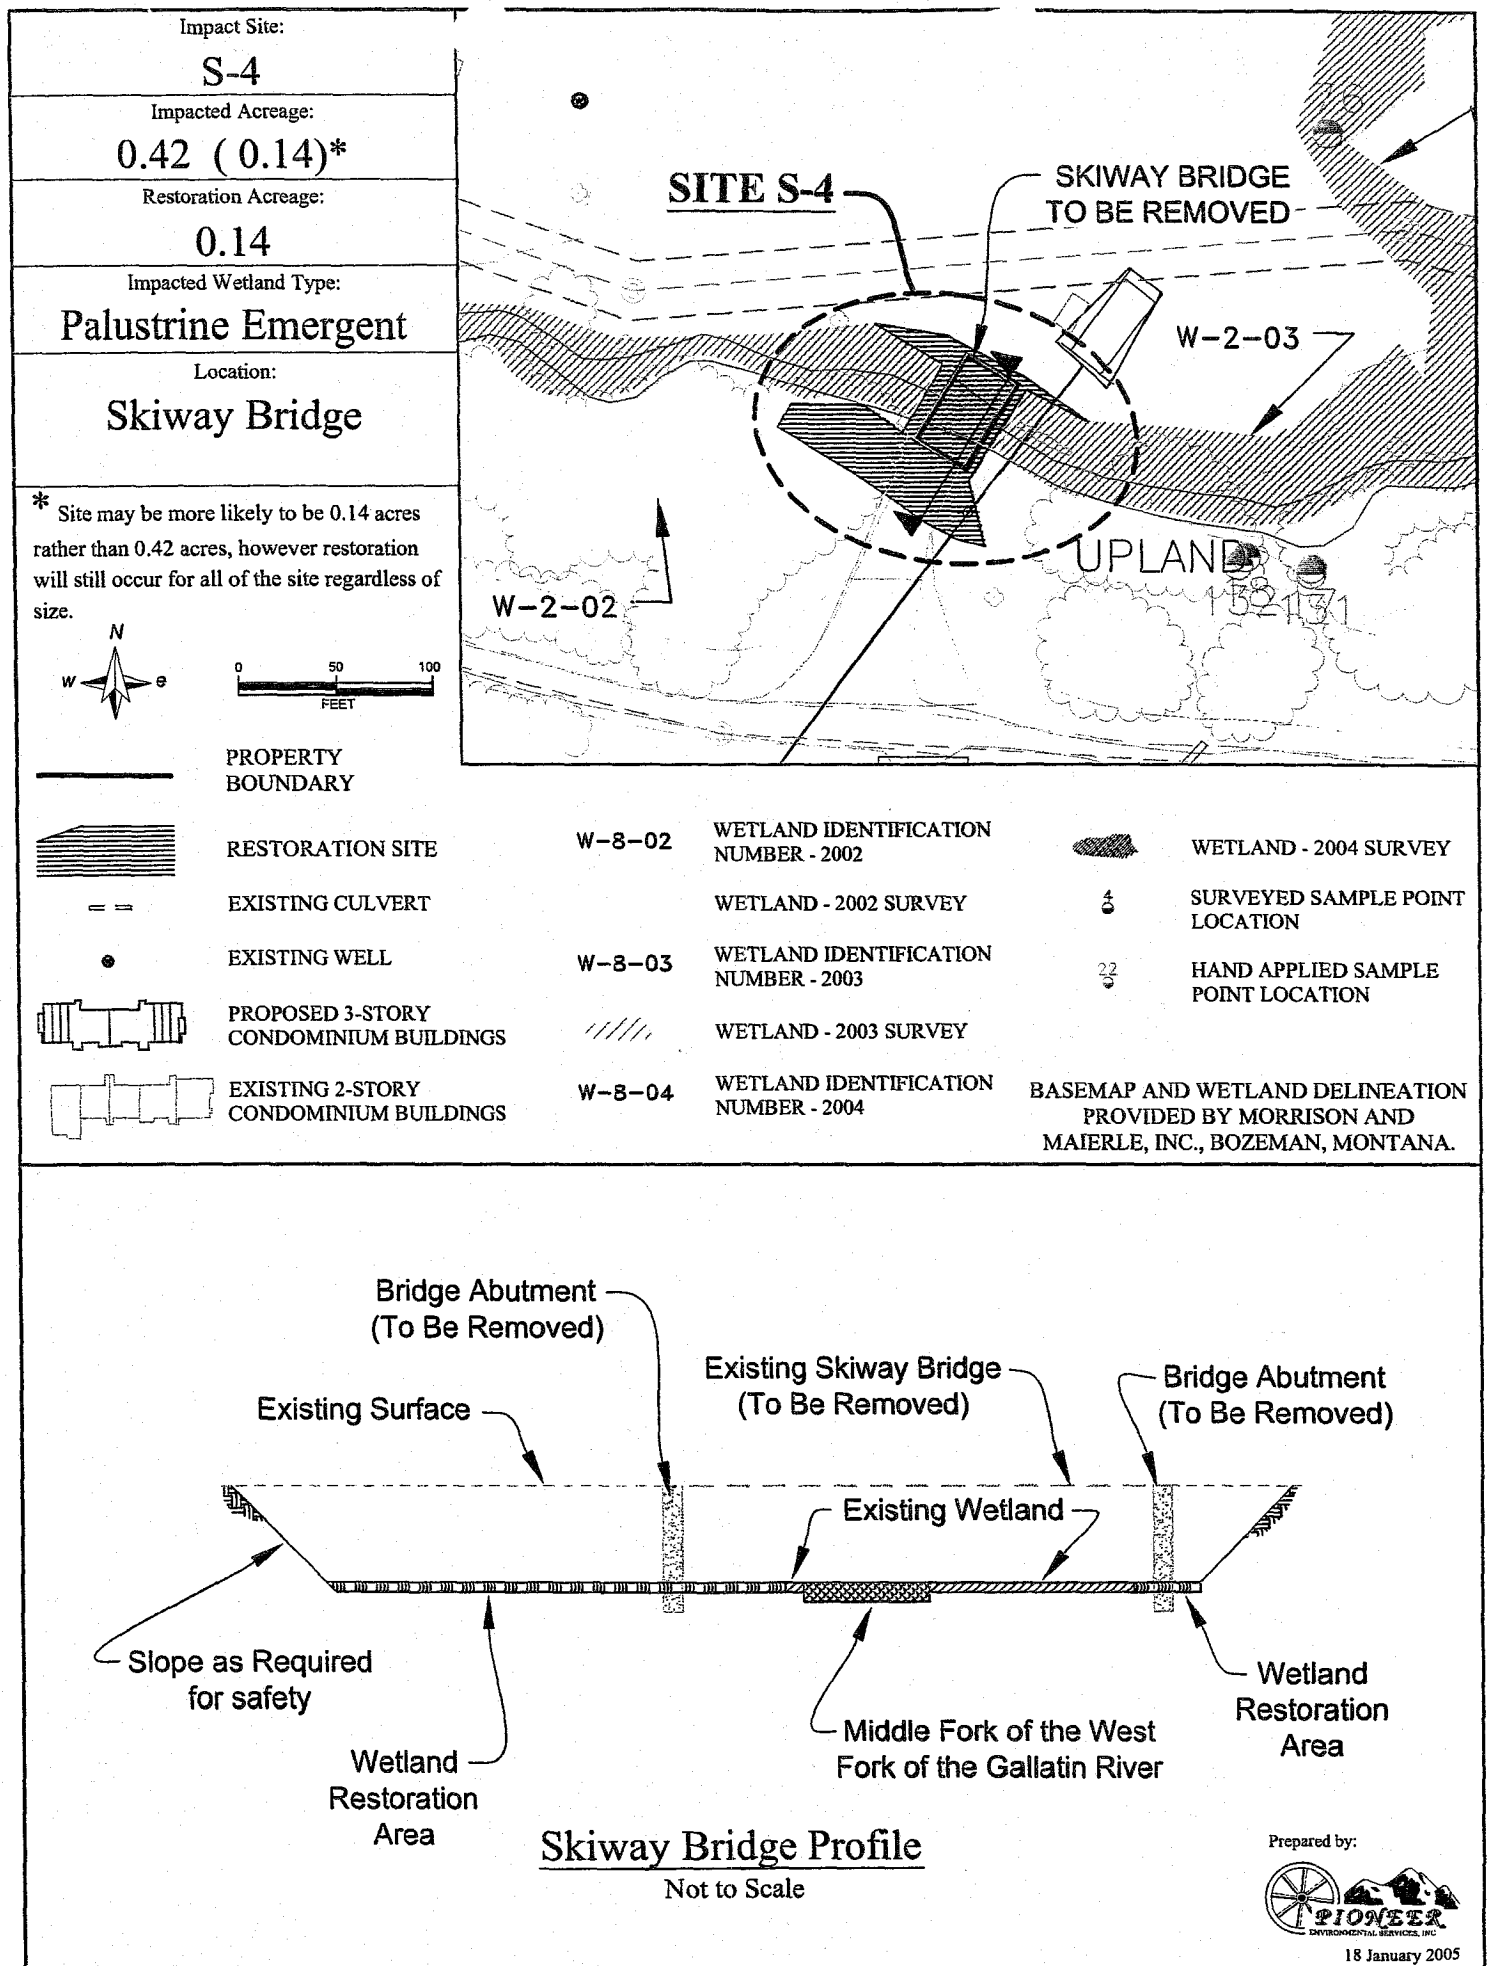 Impact Site:
S-4
Impacted Acreage:
0.42 ( 0.14)*
Restoration Acreage:
0.14
Impacted Wetland Type:
Palustrine Emergent
Location:
Skiway Bridge
* Site may be more likely to be 0.14 acres
rather than 0.42 acres, however restoration
will still occur for all of the site regardless of
size.
N
W
e
0 50 100
FEET
SITE S-4
SKIWAY BRIDGE
TO BE REMOVED
W-2-03
W-2-02
UPLAND
PROPERTY
BOUNDARY
RESTORATION SITE
EXISTING CULVERT
EXISTING WELL
PROPOSED 3-STORY
CONDOMINIUM BUILDINGS
EXISTING 2-STORY
CONDOMINIUM BUILDINGS
W-8-02
WETLAND IDENTIFICATION
NUMBER - 2002
WETLAND - 2002 SURVEY
W-8-03
WETLAND IDENTIFICATION
NUMBER - 2003
WETLAND - 2003 SURVEY
W-8-04
WETLAND IDENTIFICATION
NUMBER - 2004
WETLAND - 2004 SURVEY
4
SURVEYED SAMPLE POINT
LOCATION
22
HAND APPLIED SAMPLE
POINT LOCATION
BASEMAP AND WETLAND DELINEATION
PROVIDED BY MORRISON AND
MAIERLE, INC., BOZEMAN, MONTANA.
Bridge Abutment
(To Be Removed)
Existing Surface
Existing Skiway Bridge
(To Be Removed)
Bridge Abutment
(To Be Removed)
Existing Wetland
Slope as Required
for safety
Wetland
Restoration
Area
Middle Fork of the West
Fork of the Gallatin River
Wetland
Restoration
Area
Skiway Bridge Profile
Not to Scale
Prepared by:
PIONEER
ENVIRONMENTAL SERVICES, INC
18 January 2005